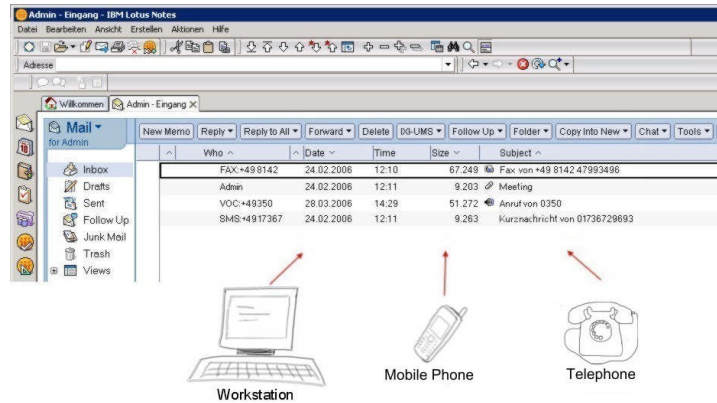 Admin - Eingang - IBM Lotus Notes
Datei Bearbeiten Ansicht Erstellen Aktionen Hilfe
Adresse
Willkommen Admin - Eingang
Mail
for Admin
New Memo Reply Reply to All Forward Delete IXI-UMS Follow Up Folder Copy Into New Chat Tools
Who Date Time Size Subject
Inbox FAX:+49 8142 24.02.2006 12:10 67.249 Fax von +49 8142 47993496
Drafts Admin 24.02.2006 12:11 9.203 Meeting
Sent VOC:+49350 28.03.2006 14:29 51.272 Anruf von 0350
Follow Up SMS:+4917367 24.02.2006 12:11 9.263 Kurznachricht von 01736729693
Junk Mail
Trash
Views
Workstation Mobile Phone Telephone